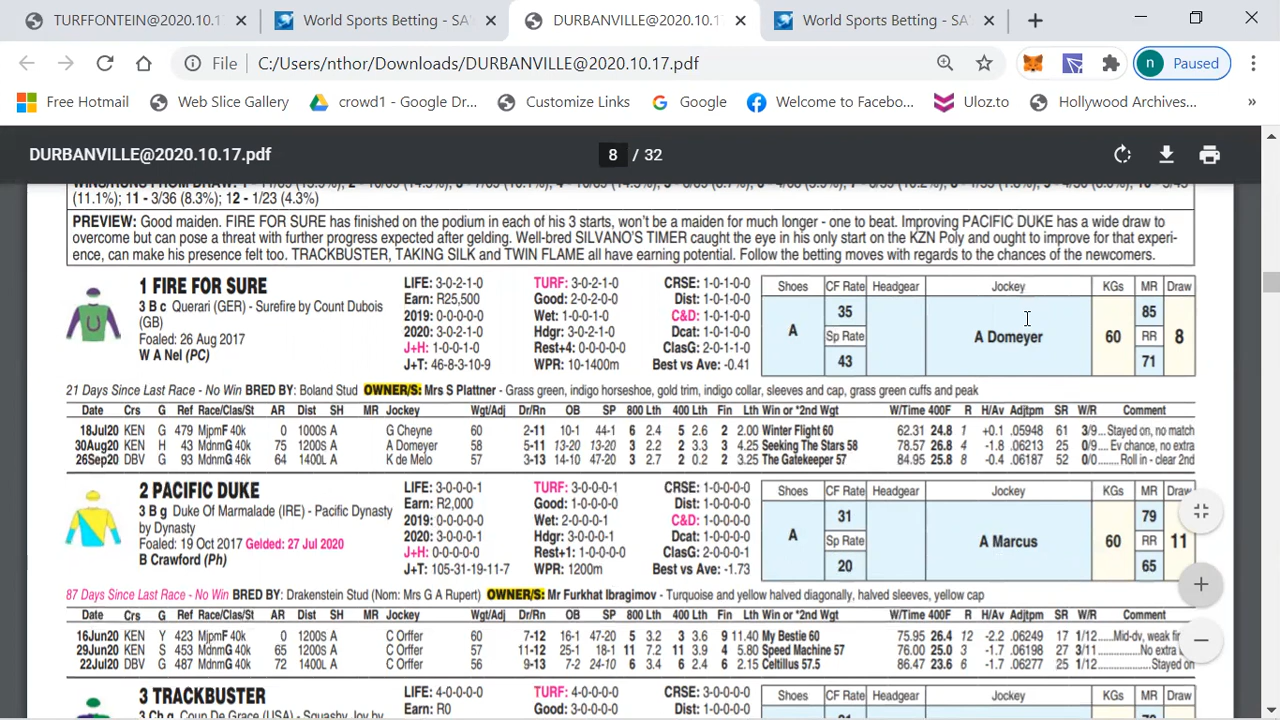 TURFFONTEIN@2020.10.1
World Sports Betting - SA
DURBANVILLE@2020.10.1
World Sports Betting - SA
File
C:/Users/nthor/Downloads/DURBANVILLE@2020.10.17.pdf
n Paused
Free Hotmail
Web Slice Gallery
crowd1 - Google Dr...
Customize Links
Google
Welcome to Facebo...
Uloz.to
Hollywood Archives...
»
DURBANVILLE@2020.10.17.pdf
8 / 32
(11.1%); 11 - 3/36 (8.3%); 12 - 1/23 (4.3%)
PREVIEW: Good maiden. FIRE FOR SURE has finished on the podium in each of his 3 starts, won't be a maiden for much longer - one to beat. Improving PACIFIC DUKE has a wide draw to
overcome but can pose a threat with further progress expected after gelding. Well-bred SILVANO'S TIMER caught the eye in his only start on the KZN Poly and ought to improve for that experi-
ence, can make his presence felt too. TRACKBUSTER, TAKING SILK and TWIN FLAME all have earning potential. Follow the betting moves with regards to the chances of the newcomers.
1 FIRE FOR SURE
3 B c Querari (GER) - Surefire by Count Dubois
(GB)
Foaled: 26 Aug 2017
W A Nel (PC)
LIFE: 3-0-2-1-0 TURF: 3-0-2-1-0 CRSE: 1-0-1-0-0
Earn: R25,500 Good: 2-0-2-0-0 Dist: 1-0-1-0-0
2019: 0-0-0-0-0 Wet: 1-0-0-1-0 C&D: 1-0-1-0-0
2020: 3-0-2-1-0 Hdgr: 3-0-2-1-0 Dcat: 1-0-1-0-0
J+H: 1-0-0-1-0 Rest+4: 0-0-0-0-0 ClasG: 2-0-1-1-0
J+T: 46-8-3-10-9 WPR: 10-1400m Best vs Ave: -0.41
Shoes CF Rate Headgear Jockey KGs MR Draw
A 35 Sp Rate 43 A Domeyer 60 85 RR 71 8
21 Days Since Last Race - No Win BRED BY: Boland Stud OWNER/S: Mrs S Plattner - Grass green, indigo horseshoe, gold trim, indigo collar, sleeves and cap, grass green cuffs and peak
Date Crs G Ref Race/Clas/St AR Dist SH MR Jockey Wgt/Adj Dr/Rn OB SP 800 Lth 400 Lth Fin Lth Win or *2nd Wgt W/Time 400F R H/Av Adjtpm SR W/R Comment
18Jul20 KEN G 479 MjpmF 40k 0 1000S A G Cheyne 60 2-11 10-1 44-1 6 2.4 5 2.6 2 2.00 Winter Flight 60 62.31 24.8 1 +0.1 .05948 61 3/9...Stayed on, no match
30Aug20 KEN H 43 MdnmG 40k 75 1200S A A Domeyer 58 5-11 13-20 13-20 3 2.2 2 3.3 3 4.25 Seeking The Stars 58 78.57 26.8 4 -1.8 .06213 25 0/9....Ev chance, no extra
26Sep20 DBV G 93 MdnmG 46k 64 1400L A K de Melo 57 3-13 14-10 47-20 3 2.7 2 0.2 2 3.25 The Gatekeeper 57 84.95 25.8 8 -0.4 .06187 52 0/0........Roll in - clear 2nd
2 PACIFIC DUKE
3 B g Duke Of Marmalade (IRE) - Pacific Dynasty
by Dynasty
Foaled: 19 Oct 2017 Gelded: 27 Jul 2020
B Crawford (Ph)
LIFE: 3-0-0-0-1 TURF: 3-0-0-0-1 CRSE: 1-0-0-0-0
Earn: R2,000 Good: 1-0-0-0-0 Dist: 1-0-0-0-0
2019: 0-0-0-0-0 Wet: 2-0-0-0-1 C&D: 1-0-0-0-0
2020: 3-0-0-0-1 Hdgr: 3-0-0-0-1 Dcat: 1-0-0-0-0
J+H: 0-0-0-0-0 Rest+1: 1-0-0-0-0 ClasG: 2-0-0-0-1
J+T: 105-31-19-11-7 WPR: 1200m Best vs Ave: -1.73
Shoes CF Rate Headgear Jockey KGs MR Draw
A 31 Sp Rate 20 A Marcus 60 79 RR 65 11
87 Days Since Last Race - No Win BRED BY: Drakenstein Stud (Nom: Mrs G A Rupert) OWNER/S: Mr Furkhat Ibragimov - Turquoise and yellow halved diagonally, halved sleeves, yellow cap
Date Crs G Ref Race/Clas/St AR Dist SH MR Jockey Wgt/Adj Dr/Rn OB SP 800 Lth 400 Lth Fin Lth Win or *2nd Wgt W/Time 400F R H/Av Adjtpm SR W/R Comment
16Jun20 KEN Y 423 MjpmF 40k 0 1200S A C Orffer 60 7-12 16-1 47-20 5 3.2 3 3.6 9 11.40 My Bestie 60 75.95 26.4 12 -2.2 .06249 17 1/12.....Mid-dv, weak fi
29Jun20 KEN S 453 MdnmG 40k 65 1200S A C Orffer 57 11-12 25-1 18-1 11 7.2 11 3.9 4 5.80 Speed Machine 57 76.00 25.0 3 -1.7 .06198 27 3/11..........No extra
22Jul20 DBV G 487 MdnmG 40k 72 1400L A C Orffer 56 9-13 7-2 24-10 6 3.4 6 2.4 6 2.15 Celtillus 57.5 86.47 23.6 6 -1.7 .06277 25 1/12.....................Stayed on
3 TRACKBUSTER
3 Ch g Coup De Grace (USA) - Squashy Joy by
LIFE: 4-0-0-0-0 TURF: 4-0-0-0-0 CRSE: 3-0-0-0-0
Earn: R0 Good: 3-0-0-0-0 Dist: 1-0-0-0-0
Shoes CF Rate Headgear Jockey KGs MR Draw